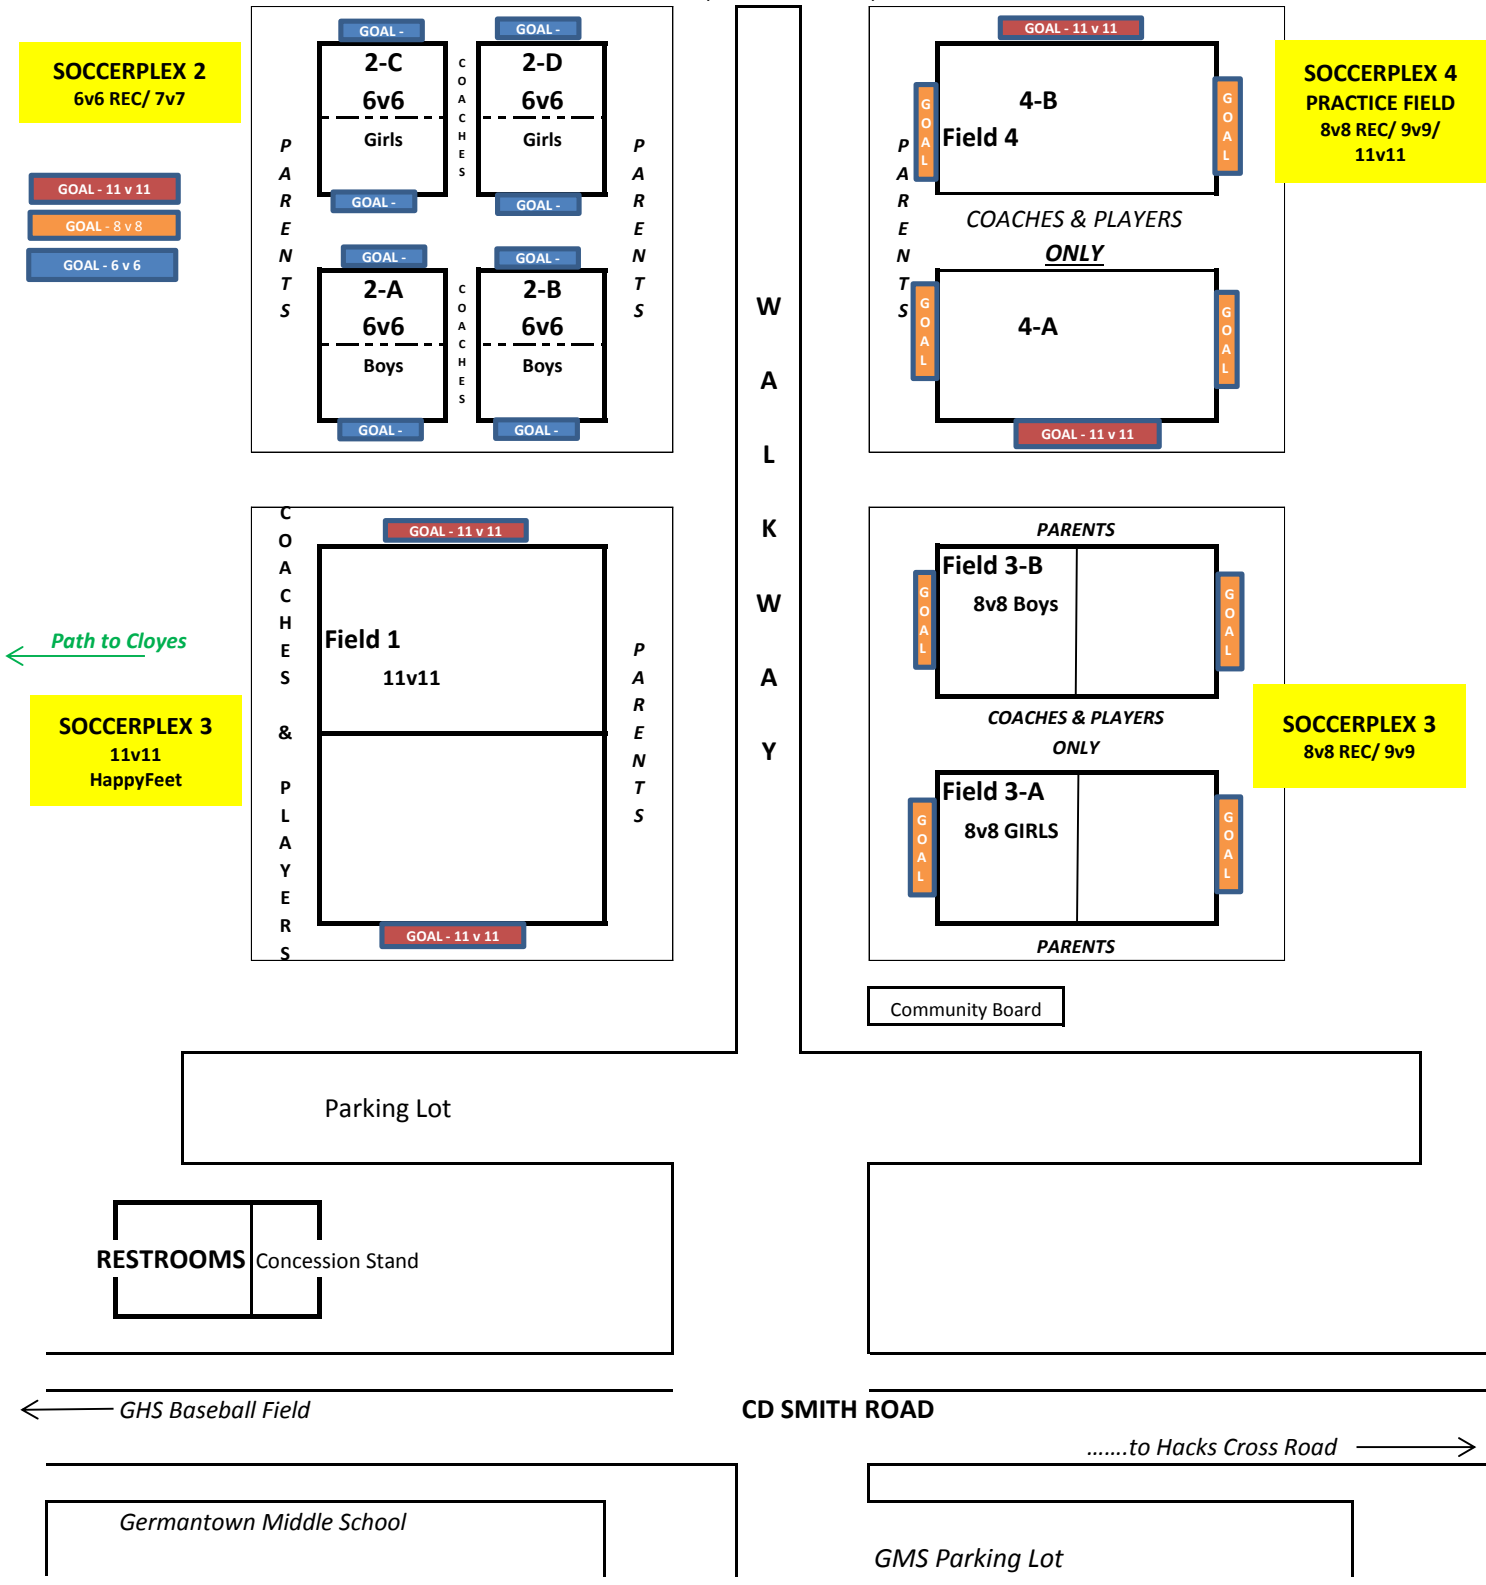 SOCCERPLEX 2
6v6 REC/ 7v7
GOAL - 11 v 11
GOAL - 8 v 8
GOAL - 6 v 6
PARENTS
GOAL -
2-C
6v6
Girls
GOAL -
COACHES
GOAL -
2-D
6v6
Girls
GOAL -
GOAL -
2-A
6v6
Boys
GOAL -
COACHES
GOAL -
2-B
6v6
Boys
GOAL -
PARENTS
WALKWAY
GOAL - 11 v 11
PARENTS
GOAL
4-B
Field 4
GOAL
COACHES & PLAYERS
ONLY
GOAL
4-A
GOAL
GOAL - 11 v 11
SOCCERPLEX 4
PRACTICE FIELD
8v8 REC/ 9v9/
11v11
Path to Cloyes
SOCCERPLEX 3
11v11
HappyFeet
COACHES & PLAYERS
GOAL - 11 v 11
Field 1
11v11
GOAL - 11 v 11
PARENTS
PARENTS
GOAL
Field 3-B
8v8 Boys
GOAL
COACHES & PLAYERS
ONLY
GOAL
Field 3-A
8v8 GIRLS
GOAL
PARENTS
SOCCERPLEX 3
8v8 REC/ 9v9
Community Board
Parking Lot
RESTROOMS
Concession Stand
GHS Baseball Field
CD SMITH ROAD
.......to Hacks Cross Road
Germantown Middle School
GMS Parking Lot